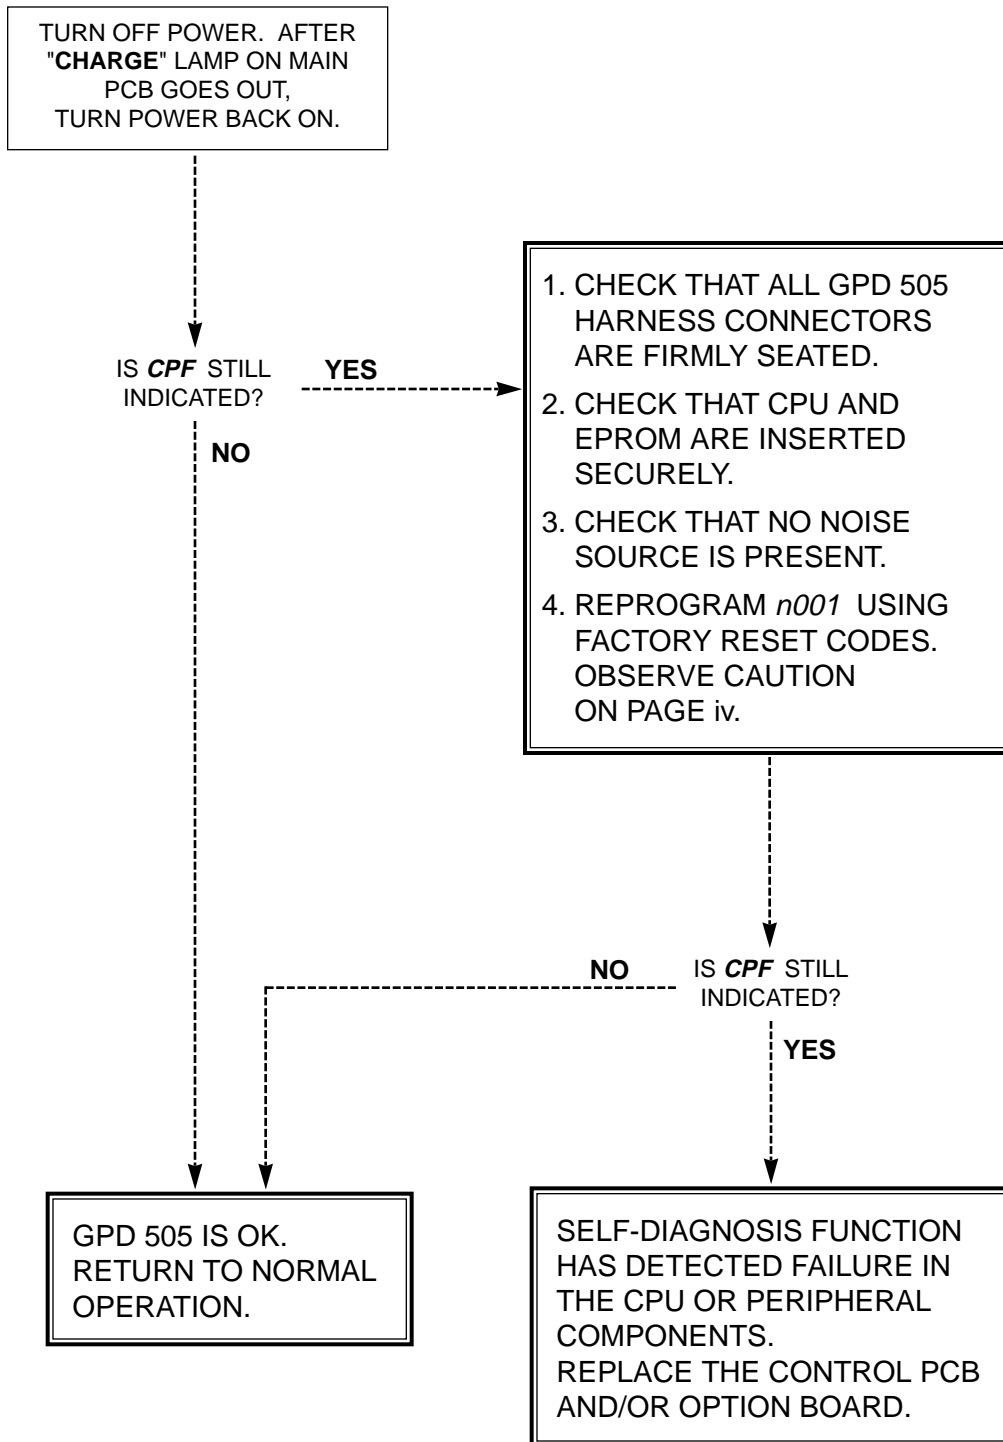 TURN OFF POWER. AFTER
"CHARGE" LAMP ON MAIN
PCB GOES OUT,
TURN POWER BACK ON.
IS CPF STILL
INDICATED?
YES
NO
1. CHECK THAT ALL GPD 505
HARNESS CONNECTORS
ARE FIRMLY SEATED.
2. CHECK THAT CPU AND
EPROM ARE INSERTED
SECURELY.
3. CHECK THAT NO NOISE
SOURCE IS PRESENT.
4. REPROGRAM n001 USING
FACTORY RESET CODES.
OBSERVE CAUTION
ON PAGE iv.
NO
IS CPF STILL
INDICATED?
YES
GPD 505 IS OK.
RETURN TO NORMAL
OPERATION.
SELF-DIAGNOSIS FUNCTION
HAS DETECTED FAILURE IN
THE CPU OR PERIPHERAL
COMPONENTS.
REPLACE THE CONTROL PCB
AND/OR OPTION BOARD.